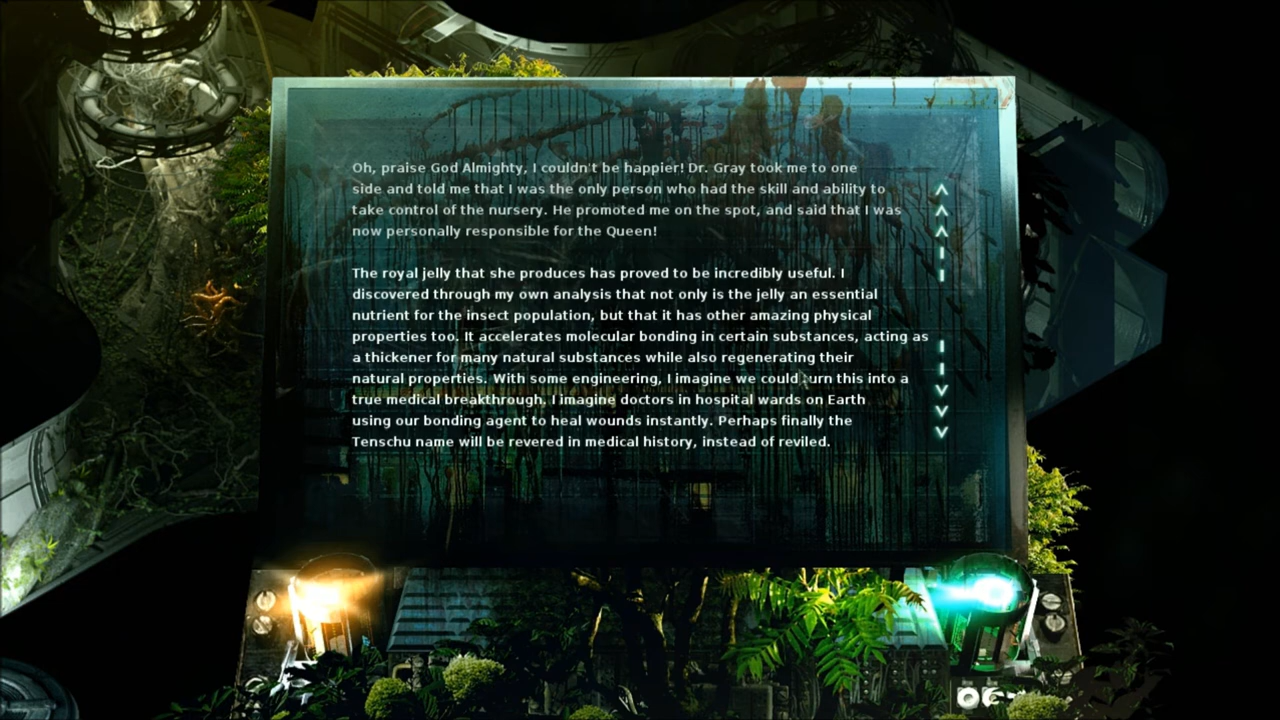 Oh, praise God Almighty, I couldn't be happier! Dr. Gray took me to one
side and told me that I was the only person who had the skill and ability to
take control of the nursery. He promoted me on the spot, and said that I was
now personally responsible for the Queen!
The royal jelly that she produces has proved to be incredibly useful. I
discovered through my own analysis that not only is the jelly an essential
nutrient for the insect population, but that it has other amazing physical
properties too. It accelerates molecular bonding in certain substances, acting as
a thickener for many natural substances while also regenerating their
natural properties. With some engineering, I imagine we could turn this into a
true medical breakthrough. I imagine doctors in hospital wards on Earth
using our bonding agent to heal wounds instantly. Perhaps finally the
Tenschu name will be revered in medical history, instead of reviled.